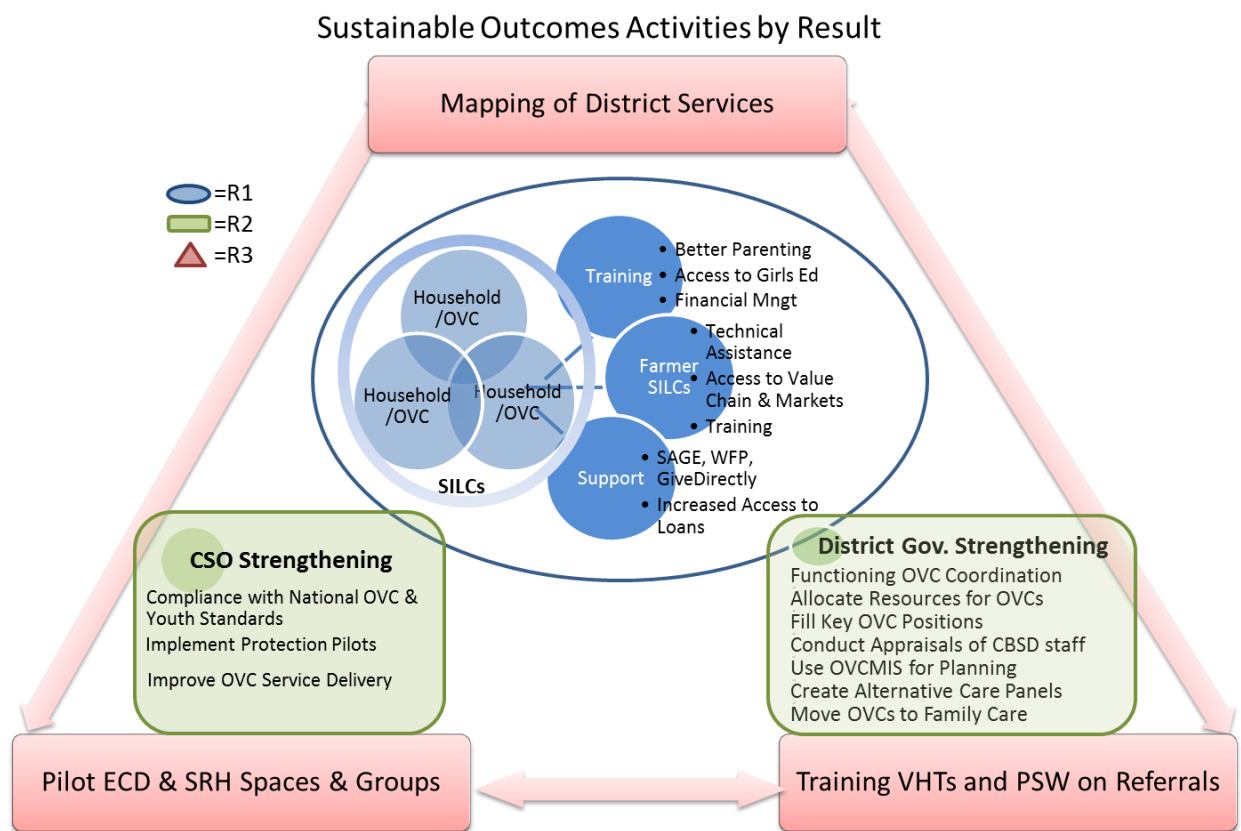 Sustainable Outcomes Activities by Result
Mapping of District Services
=R1
=R2
=R3
Household
/OVC
Household
/OVC
Household
/OVC
SILCs
Training
• Better Parenting
• Access to Girls Ed
• Financial Mngt
Farmer
SILCs
• Technical
Assistance
• Access to Value
Chain & Markets
• Training
Support
• SAGE, WFP,
GiveDirectly
• Increased Access to
Loans
CSO Strengthening
Compliance with National OVC &
Youth Standards
Implement Protection Pilots
Improve OVC Service Delivery
District Gov. Strengthening
Functioning OVC Coordination
Allocate Resources for OVCs
Fill Key OVC Positions
Conduct Appraisals of CBSD staff
Use OVCMIS for Planning
Create Alternative Care Panels
Move OVCs to Family Care
Pilot ECD & SRH Spaces & Groups
Training VHTs and PSW on Referrals